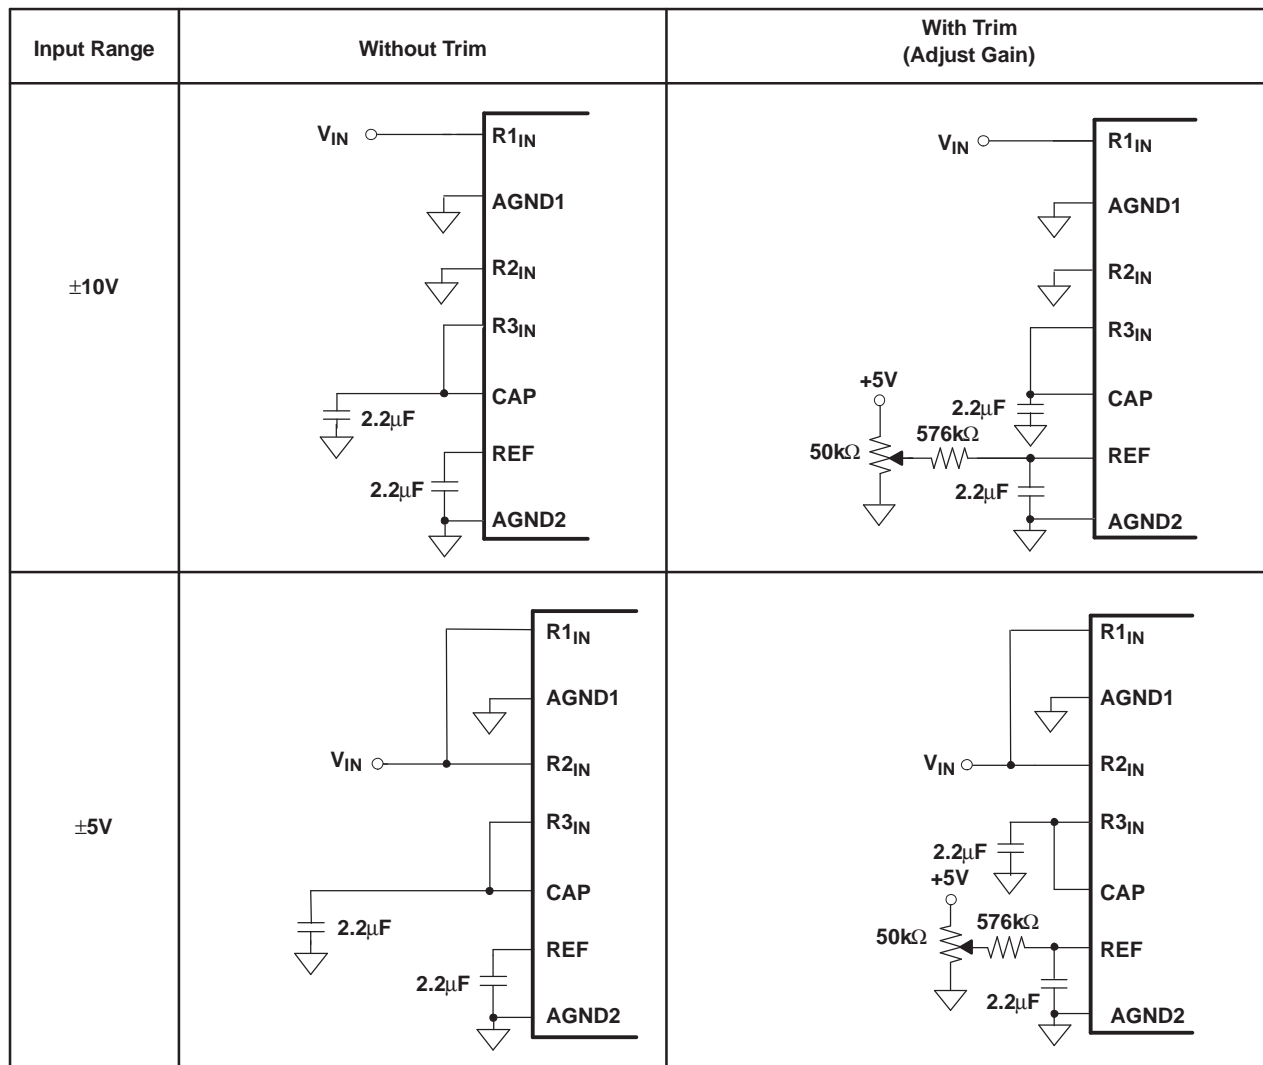 Input Range
Without Trim
With Trim
(Adjust Gain)
±10V
VIN
R1IN
AGND1
R2IN
R3IN
CAP
2.2μF
REF
2.2μF
AGND2
VIN
R1IN
AGND1
R2IN
R3IN
+5V
CAP
2.2μF
576kΩ
50kΩ
REF
2.2μF
AGND2
±5V
R1IN
AGND1
VIN
R2IN
R3IN
CAP
2.2μF
REF
2.2μF
AGND2
R1IN
AGND1
VIN
R2IN
R3IN
2.2μF
+5V
CAP
576kΩ
50kΩ
REF
2.2μF
AGND2